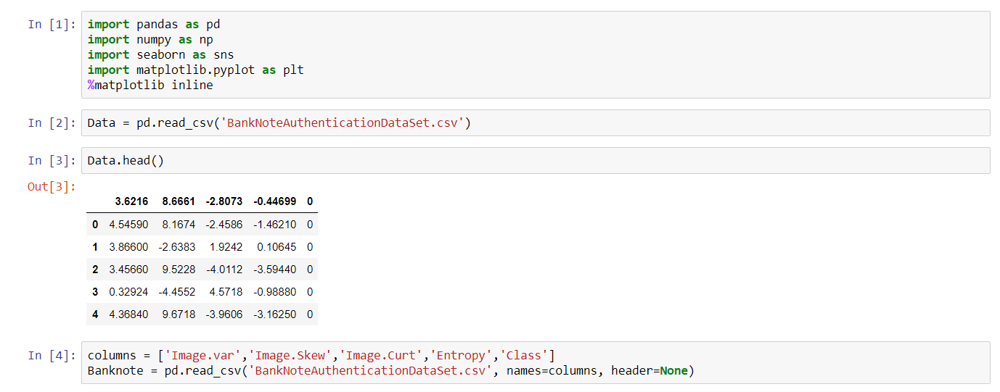 In [1]: import pandas as pd
import numpy as np
import seaborn as sns
import matplotlib.pyplot as plt
%matplotlib inline
In [2]: Data = pd.read_csv('BankNoteAuthenticationDataSet.csv')
In [3]: Data.head()
Out[3]:
3.6216 8.6661 -2.8073 -0.44699 0
0 4.54590 8.1674 -2.4586 -1.46210 0
1 3.86600 -2.6383 1.9242 0.10645 0
2 3.45660 9.5228 -4.0112 -3.59440 0
3 0.32924 -4.4552 4.5718 -0.98880 0
4 4.36840 9.6718 -3.9606 -3.16250 0
In [4]: columns = ['Image.var','Image.Skew','Image.Curt','Entropy','Class']
Banknote = pd.read_csv('BankNoteAuthenticationDataSet.csv', names=columns, header=None)